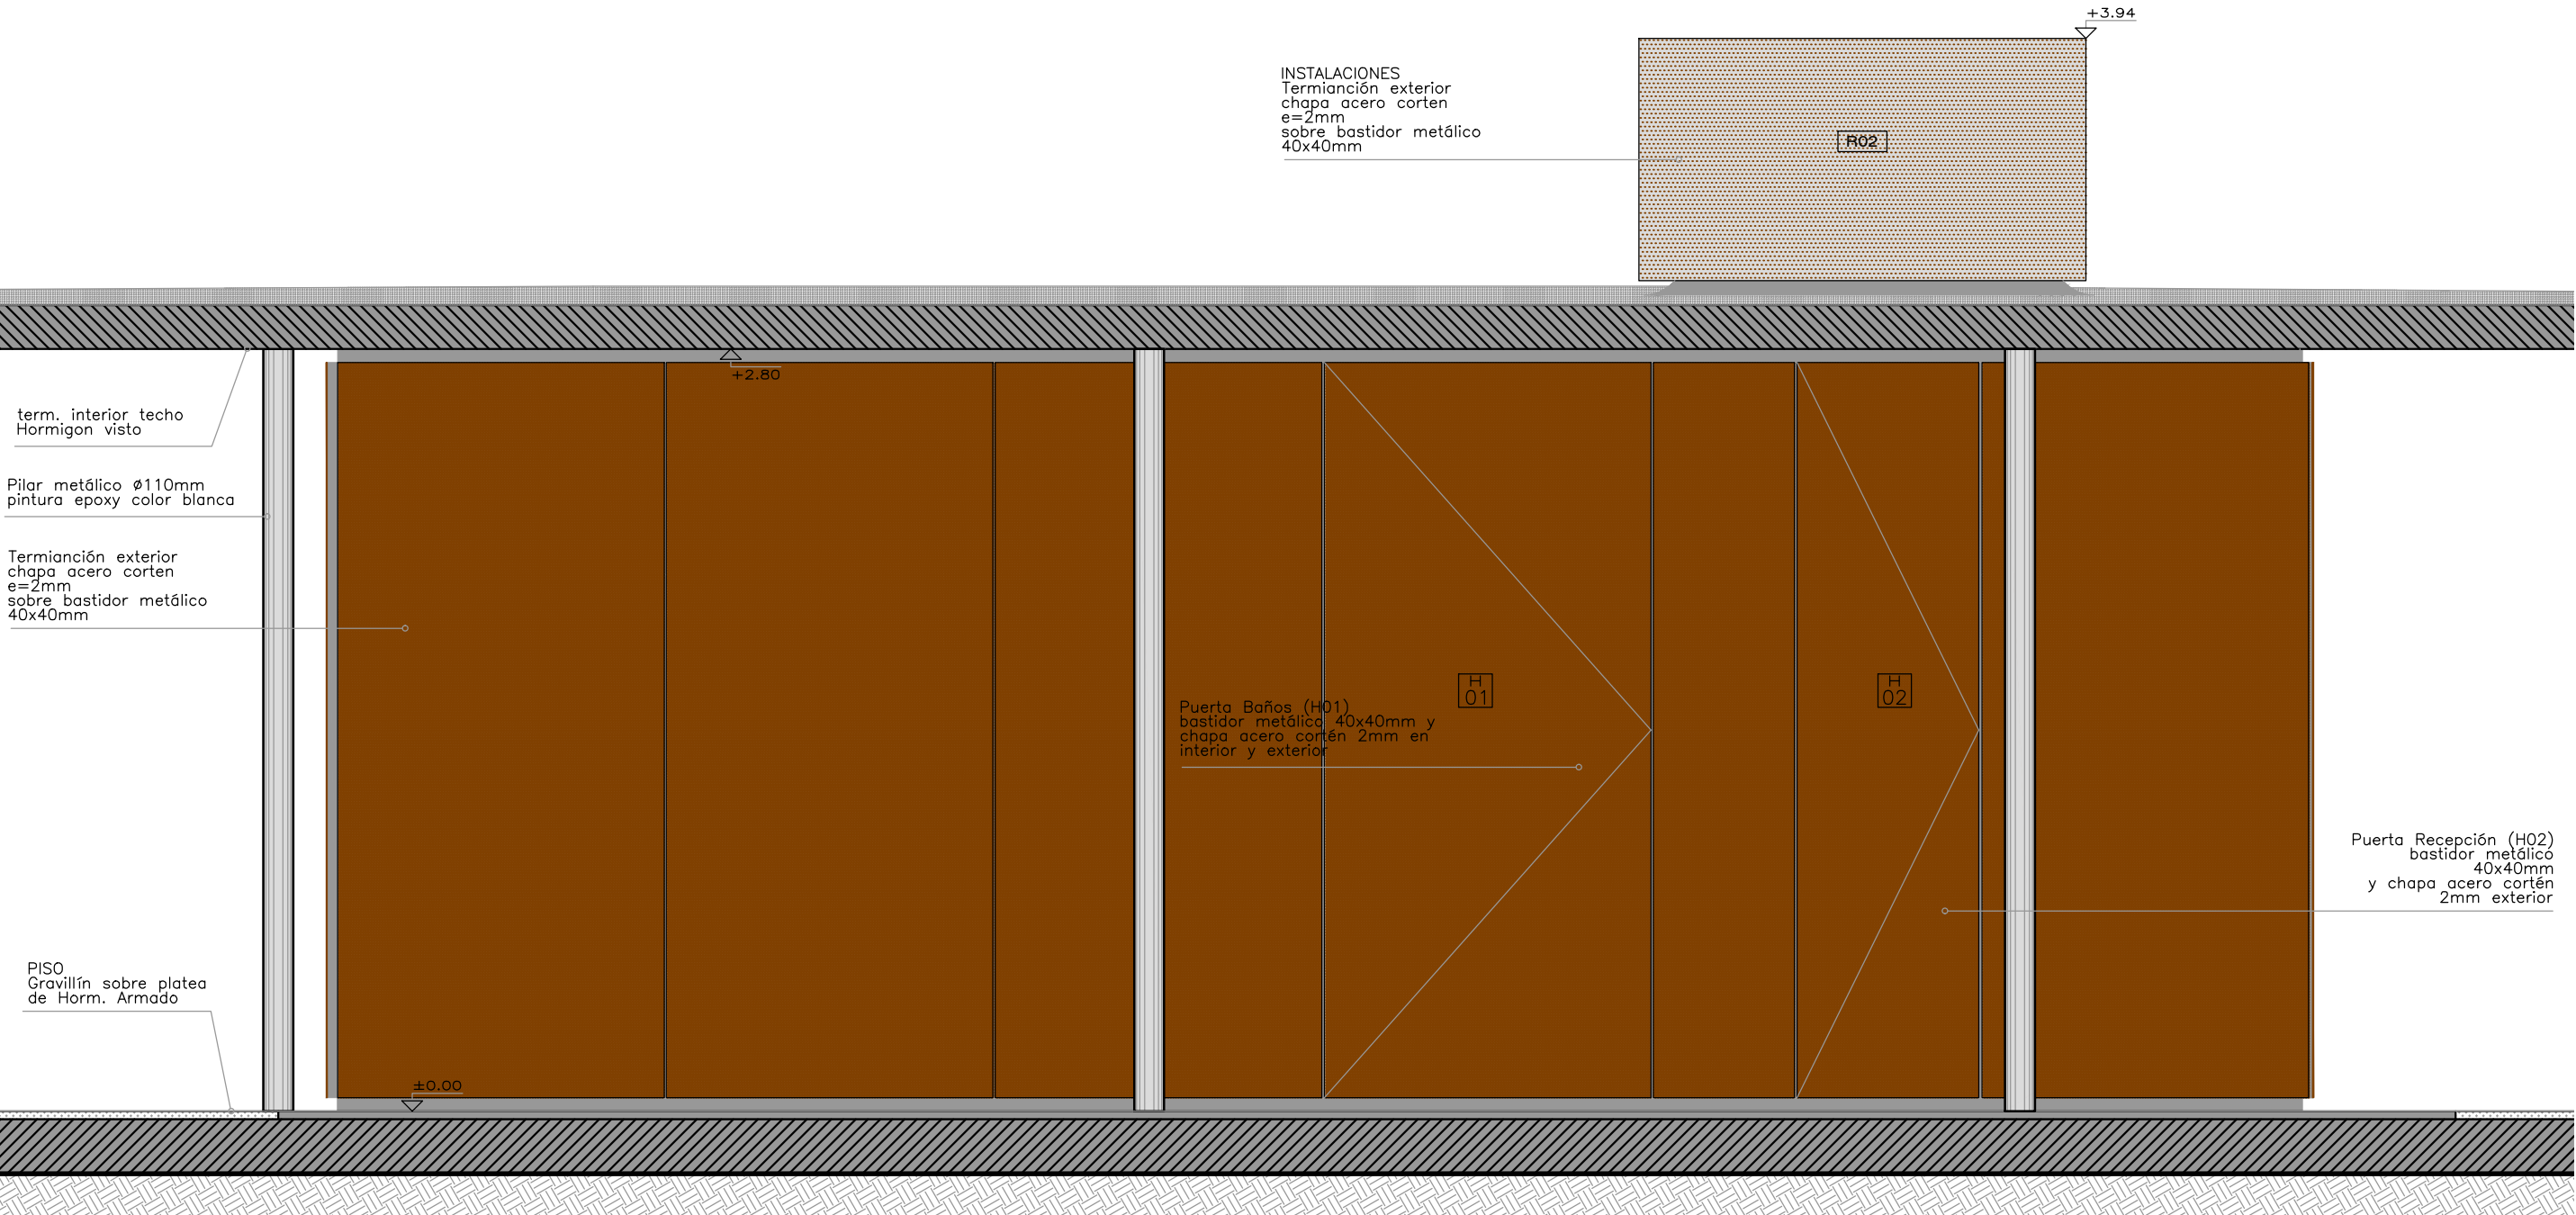 +3.94
INSTALACIONES
Termianción exterior
chapa acero corten
e=2mm
sobre bastidor metálico
40x40mm
R02
+2.80
term. interior techo
Hormigon visto
Pilar metálico ø110mm
pintura epoxy color blanca
Termianción exterior
chapa acero corten
e=2mm
sobre bastidor metálico
40x40mm
H
01
H
02
Puerta Baños (H01)
bastidor metálico 40x40mm y
chapa acero cortén 2mm en
interior y exterior
Puerta Recepción (H02)
bastidor metálico
40x40mm
y chapa acero cortén
2mm exterior
PISO
Gravillín sobre platea
de Horm. Armado
±0.00